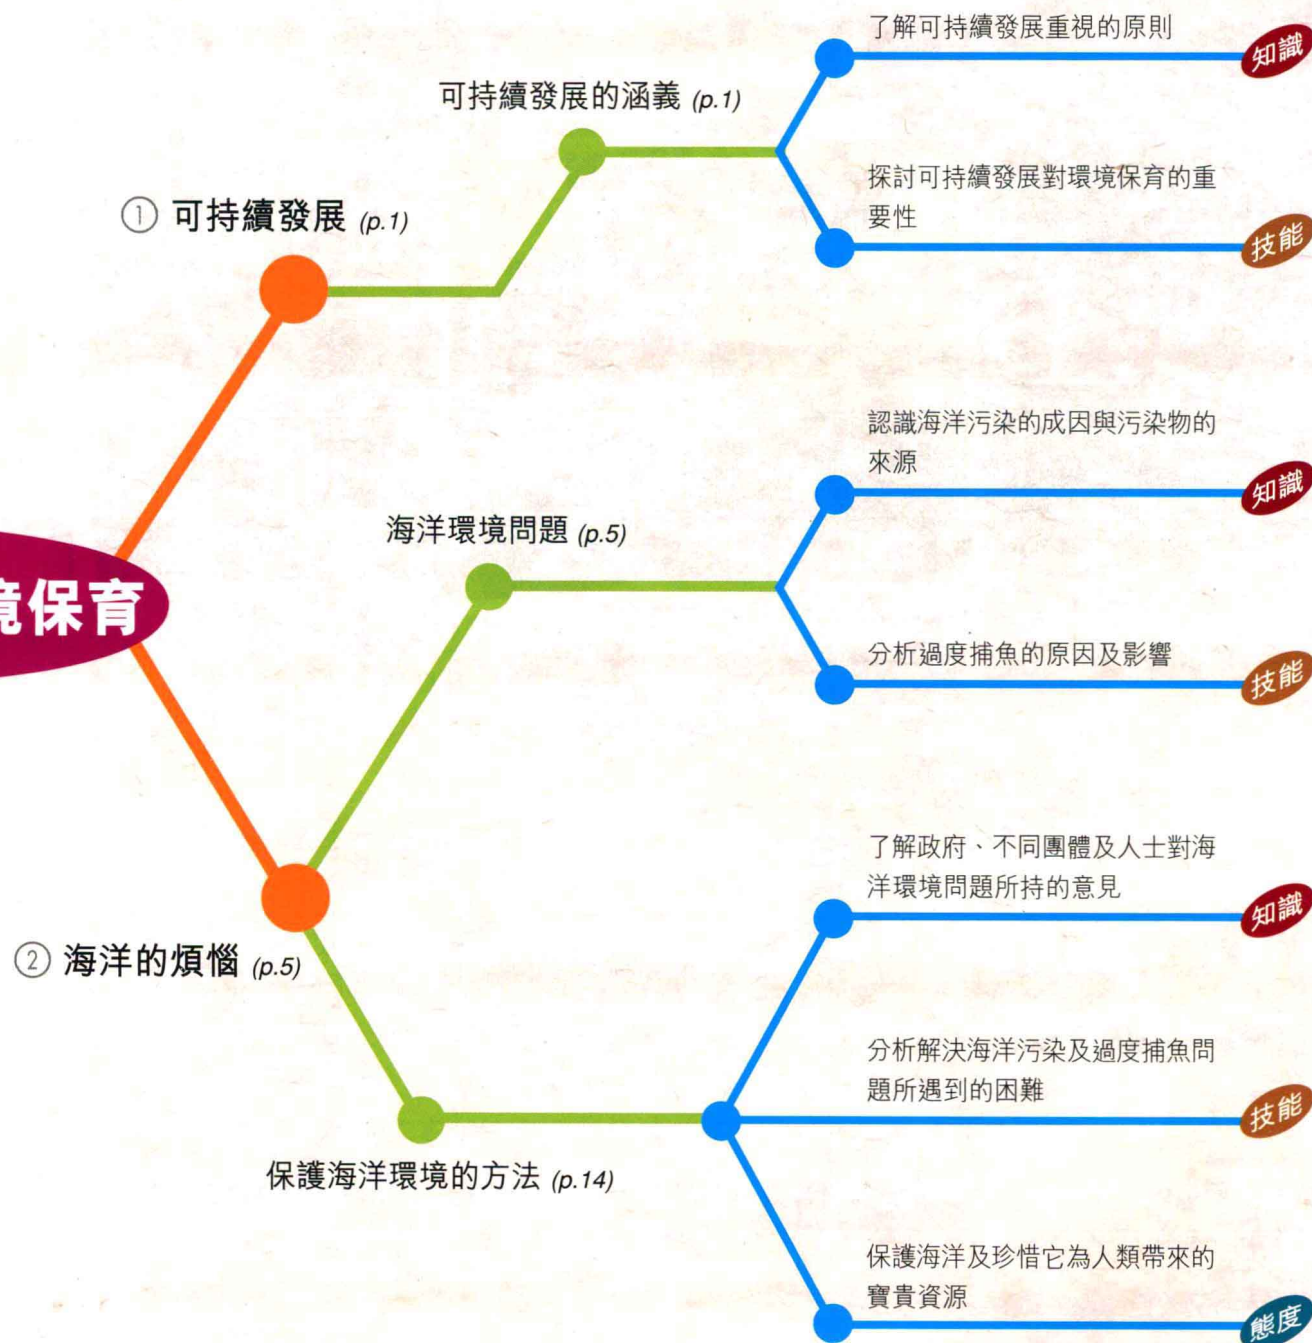 了解可持續發展重視的原則
知識
可持續發展的涵義 (p.1)
探討可持續發展對環境保育的重
要性
技能
① 可持續發展 (p.1)
認識海洋污染的成因與污染物的
來源
知識
海洋環境問題 (p.5)
境保育
分析過度捕魚的原因及影響
技能
了解政府、不同團體及人士對海
洋環境問題所持的意見
知識
② 海洋的煩惱 (p.5)
分析解決海洋污染及過度捕魚問
題所遇到的困難
技能
保護海洋環境的方法 (p.14)
保護海洋及珍惜它為人類帶來的
寶貴資源
態度